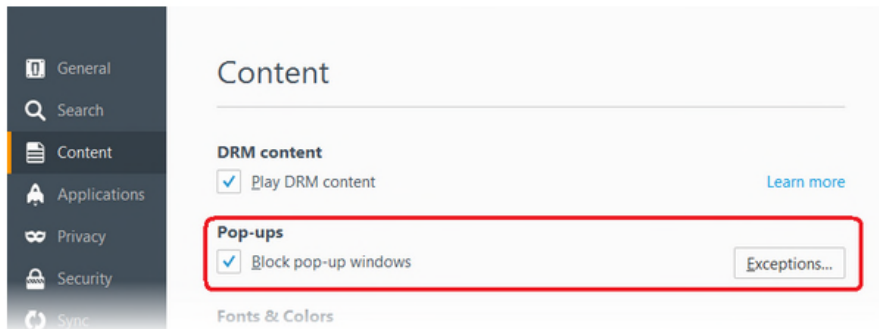 General
Search
Content
Applications
Privacy
Security
Sync
Content
DRM content
Play DRM content
Learn more
Pop-ups
Block pop-up windows
Exceptions...
Fonts & Colors